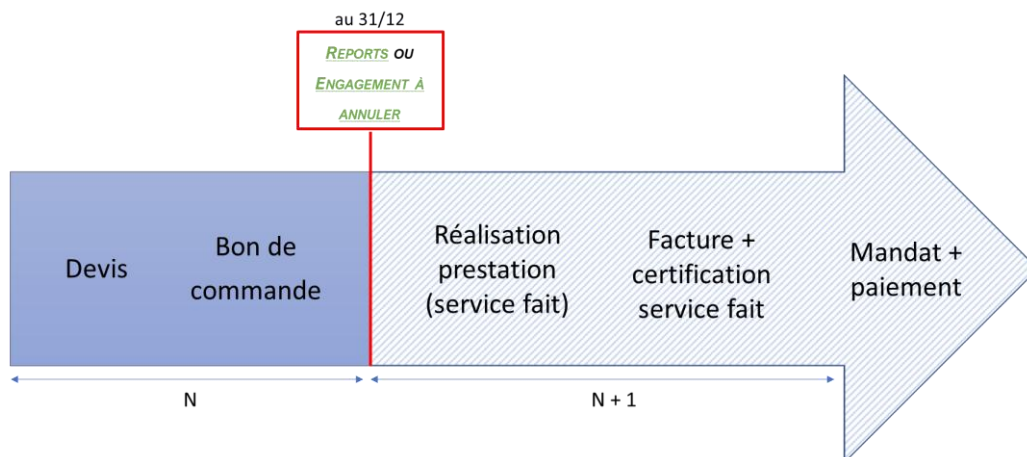 au 31/12
REPORTS OU
ENGAGEMENT À
ANNULER
Devis
Bon de
commande
Réalisation
prestation
(service fait)
Facture +
certification
service fait
Mandat +
paiement
N
N + 1